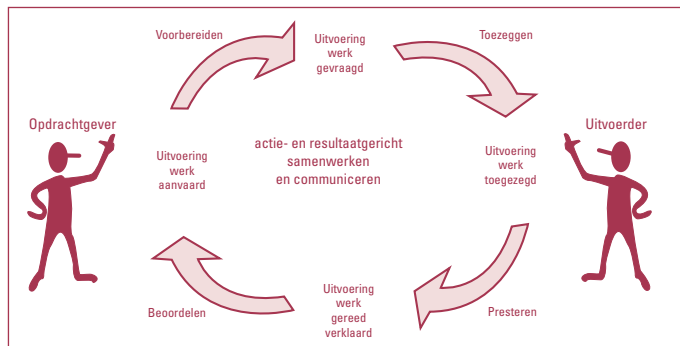 Voorbereiden
Uitvoering
werk
gevraagd
Toezeggen
Opdrachtgever
Uitvoerder
Uitvoering
werk
aanvaard
actie- en resultaatgericht
samenwerken
en communiceren
Uitvoering
werk
toegezegd
Beoordelen
Uitvoering
werk
gereed
verklaard
Presteren